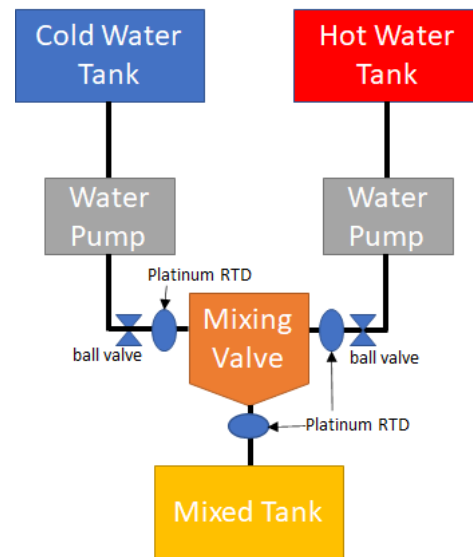 Cold Water
Tank
Hot Water
Tank
Water
Pump
Water
Pump
Platinum RTD
Mixing
Valve
ball valve
ball valve
Platinum RTD
Mixed Tank